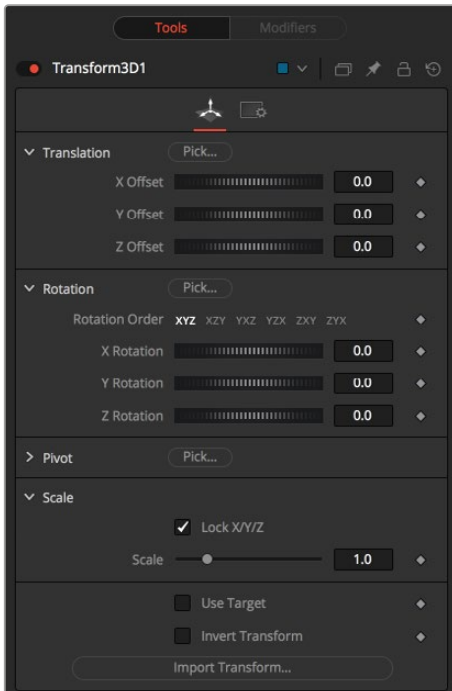 Tools Modifiers
Transform3D1
Translation Pick...
X Offset 0.0
Y Offset 0.0
Z Offset 0.0
Rotation Pick...
Rotation Order XYZ XZY YXZ YZX ZXY ZYX
X Rotation 0.0
Y Rotation 0.0
Z Rotation 0.0
Pivot Pick...
Scale
Lock X/Y/Z
Scale 1.0
Use Target
Invert Transform
Import Transform...